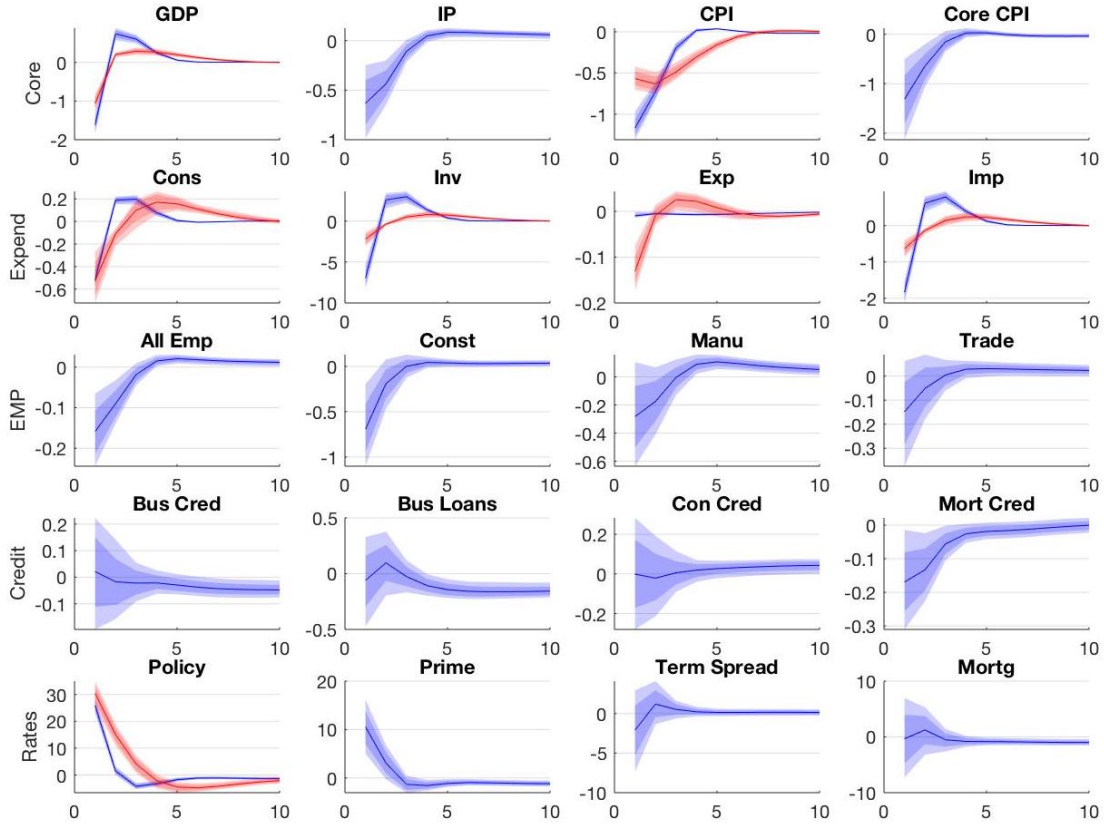 GDP IP CPI Core CPI
Core
0 -1 -2
0 -0.5 -1
0 -0.5 -1
0 -1 -2
0 5 10 0 5 10 0 5 10 0 5 10
Cons Inv Exp Imp
Expend
0.2 0 -0.2 -0.4 -0.6
0 -5 -10
0 -0.1 -0.2
0 -1 -2
0 5 10 0 5 10 0 5 10 0 5 10
All Emp Const Manu Trade
EMP
0 -0.1 -0.2
0 -0.5 -1
0 -0.2 -0.4 -0.6
0 -0.1 -0.2 -0.3
0 5 10 0 5 10 0 5 10 0 5 10
Bus Cred Bus Loans Con Cred Mort Cred
Credit
0.2 0.1 0 -0.1
0.5 0 -0.5
0.2 0 -0.2
0 -0.1 -0.2 -0.3
0 5 10 0 5 10 0 5 10 0 5 10
Policy Prime Term Spread Mortg
Rates
30 20 10 0
20 10 0
0 -5 -10
10 0 -10
0 5 10 0 5 10 0 5 10 0 5 10